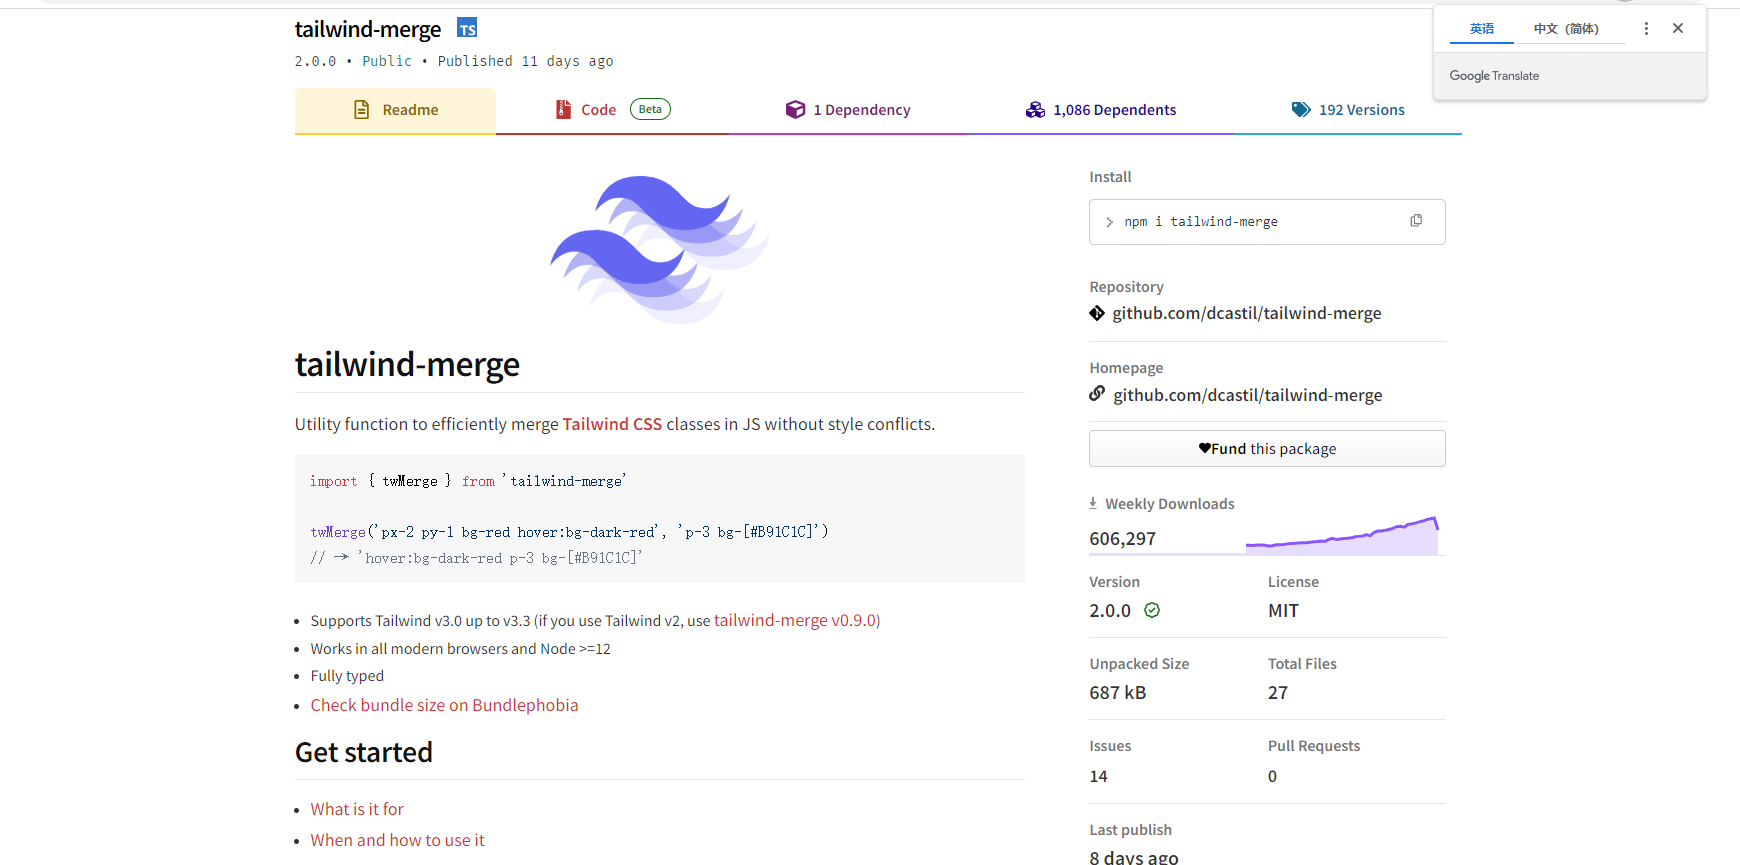 tailwind-merge TS
2.0.0 • Public • Published 11 days ago
英语 中文（简体）
Google Translate
Readme
Code Beta
1 Dependency
1,086 Dependents
192 Versions
tailwind-merge
Utility function to efficiently merge Tailwind CSS classes in JS without style conflicts.
import { twMerge } from 'tailwind-merge'
twMerge('px-2 py-1 bg-red hover:bg-dark-red', 'p-3 bg-[#B91C1C]')
// → 'hover:bg-dark-red p-3 bg-[#B91C1C]'
• Supports Tailwind v3.0 up to v3.3 (if you use Tailwind v2, use tailwind-merge v0.9.0)
• Works in all modern browsers and Node >=12
• Fully typed
• Check bundle size on Bundlephobia
Get started
• What is it for
• When and how to use it
Install
> npm i tailwind-merge
Repository
github.com/dcastil/tailwind-merge
Homepage
github.com/dcastil/tailwind-merge
♥Fund this package
Weekly Downloads
606,297
Version License
2.0.0 MIT
Unpacked Size Total Files
687 kB 27
Issues Pull Requests
14 0
Last publish
8 days ago